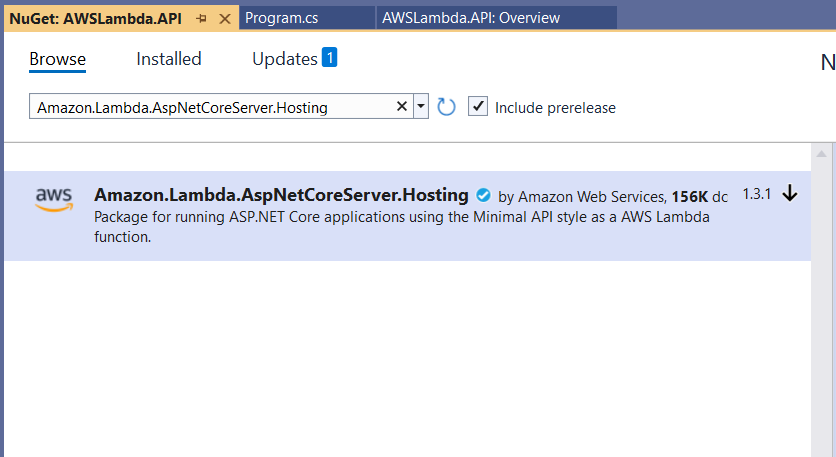 NuGet: AWSLambda.API Program.cs AWSLambda.API: Overview
Browse Installed Updates 1 N
Amazon.Lambda.AspNetCoreServer.Hosting Include prerelease
aws Amazon.Lambda.AspNetCoreServer.Hosting by Amazon Web Services, 156K dc 1.3.1
Package for running ASP.NET Core applications using the Minimal API style as a AWS Lambda
function.